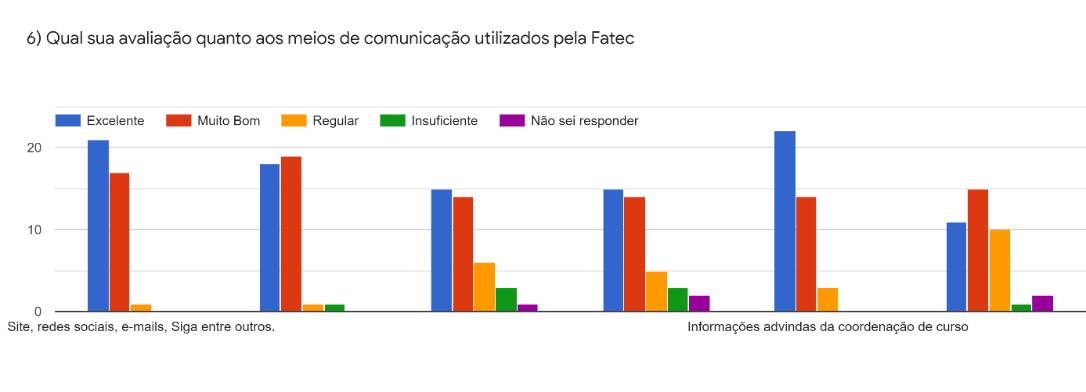 6) Qual sua avaliação quanto aos meios de comunicação utilizados pela Fatec
Excelente Muito Bom Regular Insuficiente Não sei responder
20
10
0
Site, redes sociais, e-mails, Siga entre outros. Informações advindas da coordenação de curso